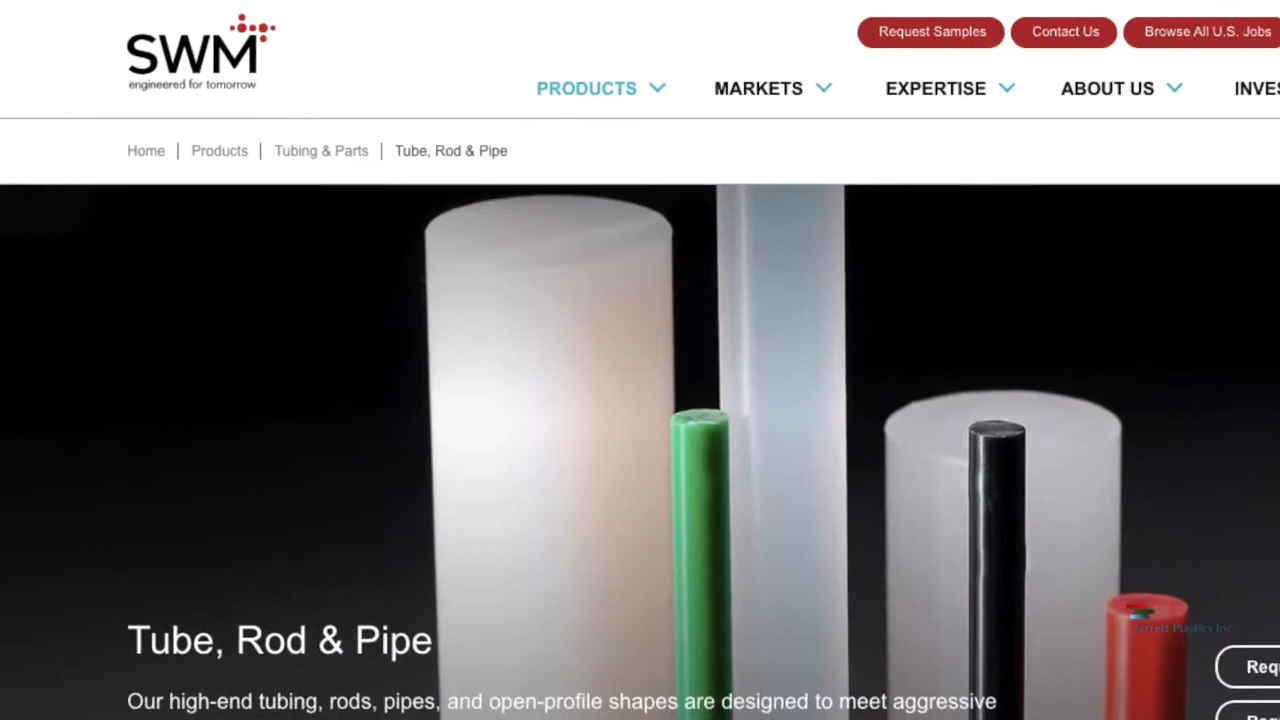 SWM
engineered for tomorrow
Request Samples
Contact Us
Browse All U.S. Jobs
PRODUCTS
MARKETS
EXPERTISE
ABOUT US
Home | Products | Tubing & Parts | Tube, Rod & Pipe
Tube, Rod & Pipe
Our high-end tubing, rods, pipes, and open-profile shapes are designed to meet aggressive
Plastics Inc